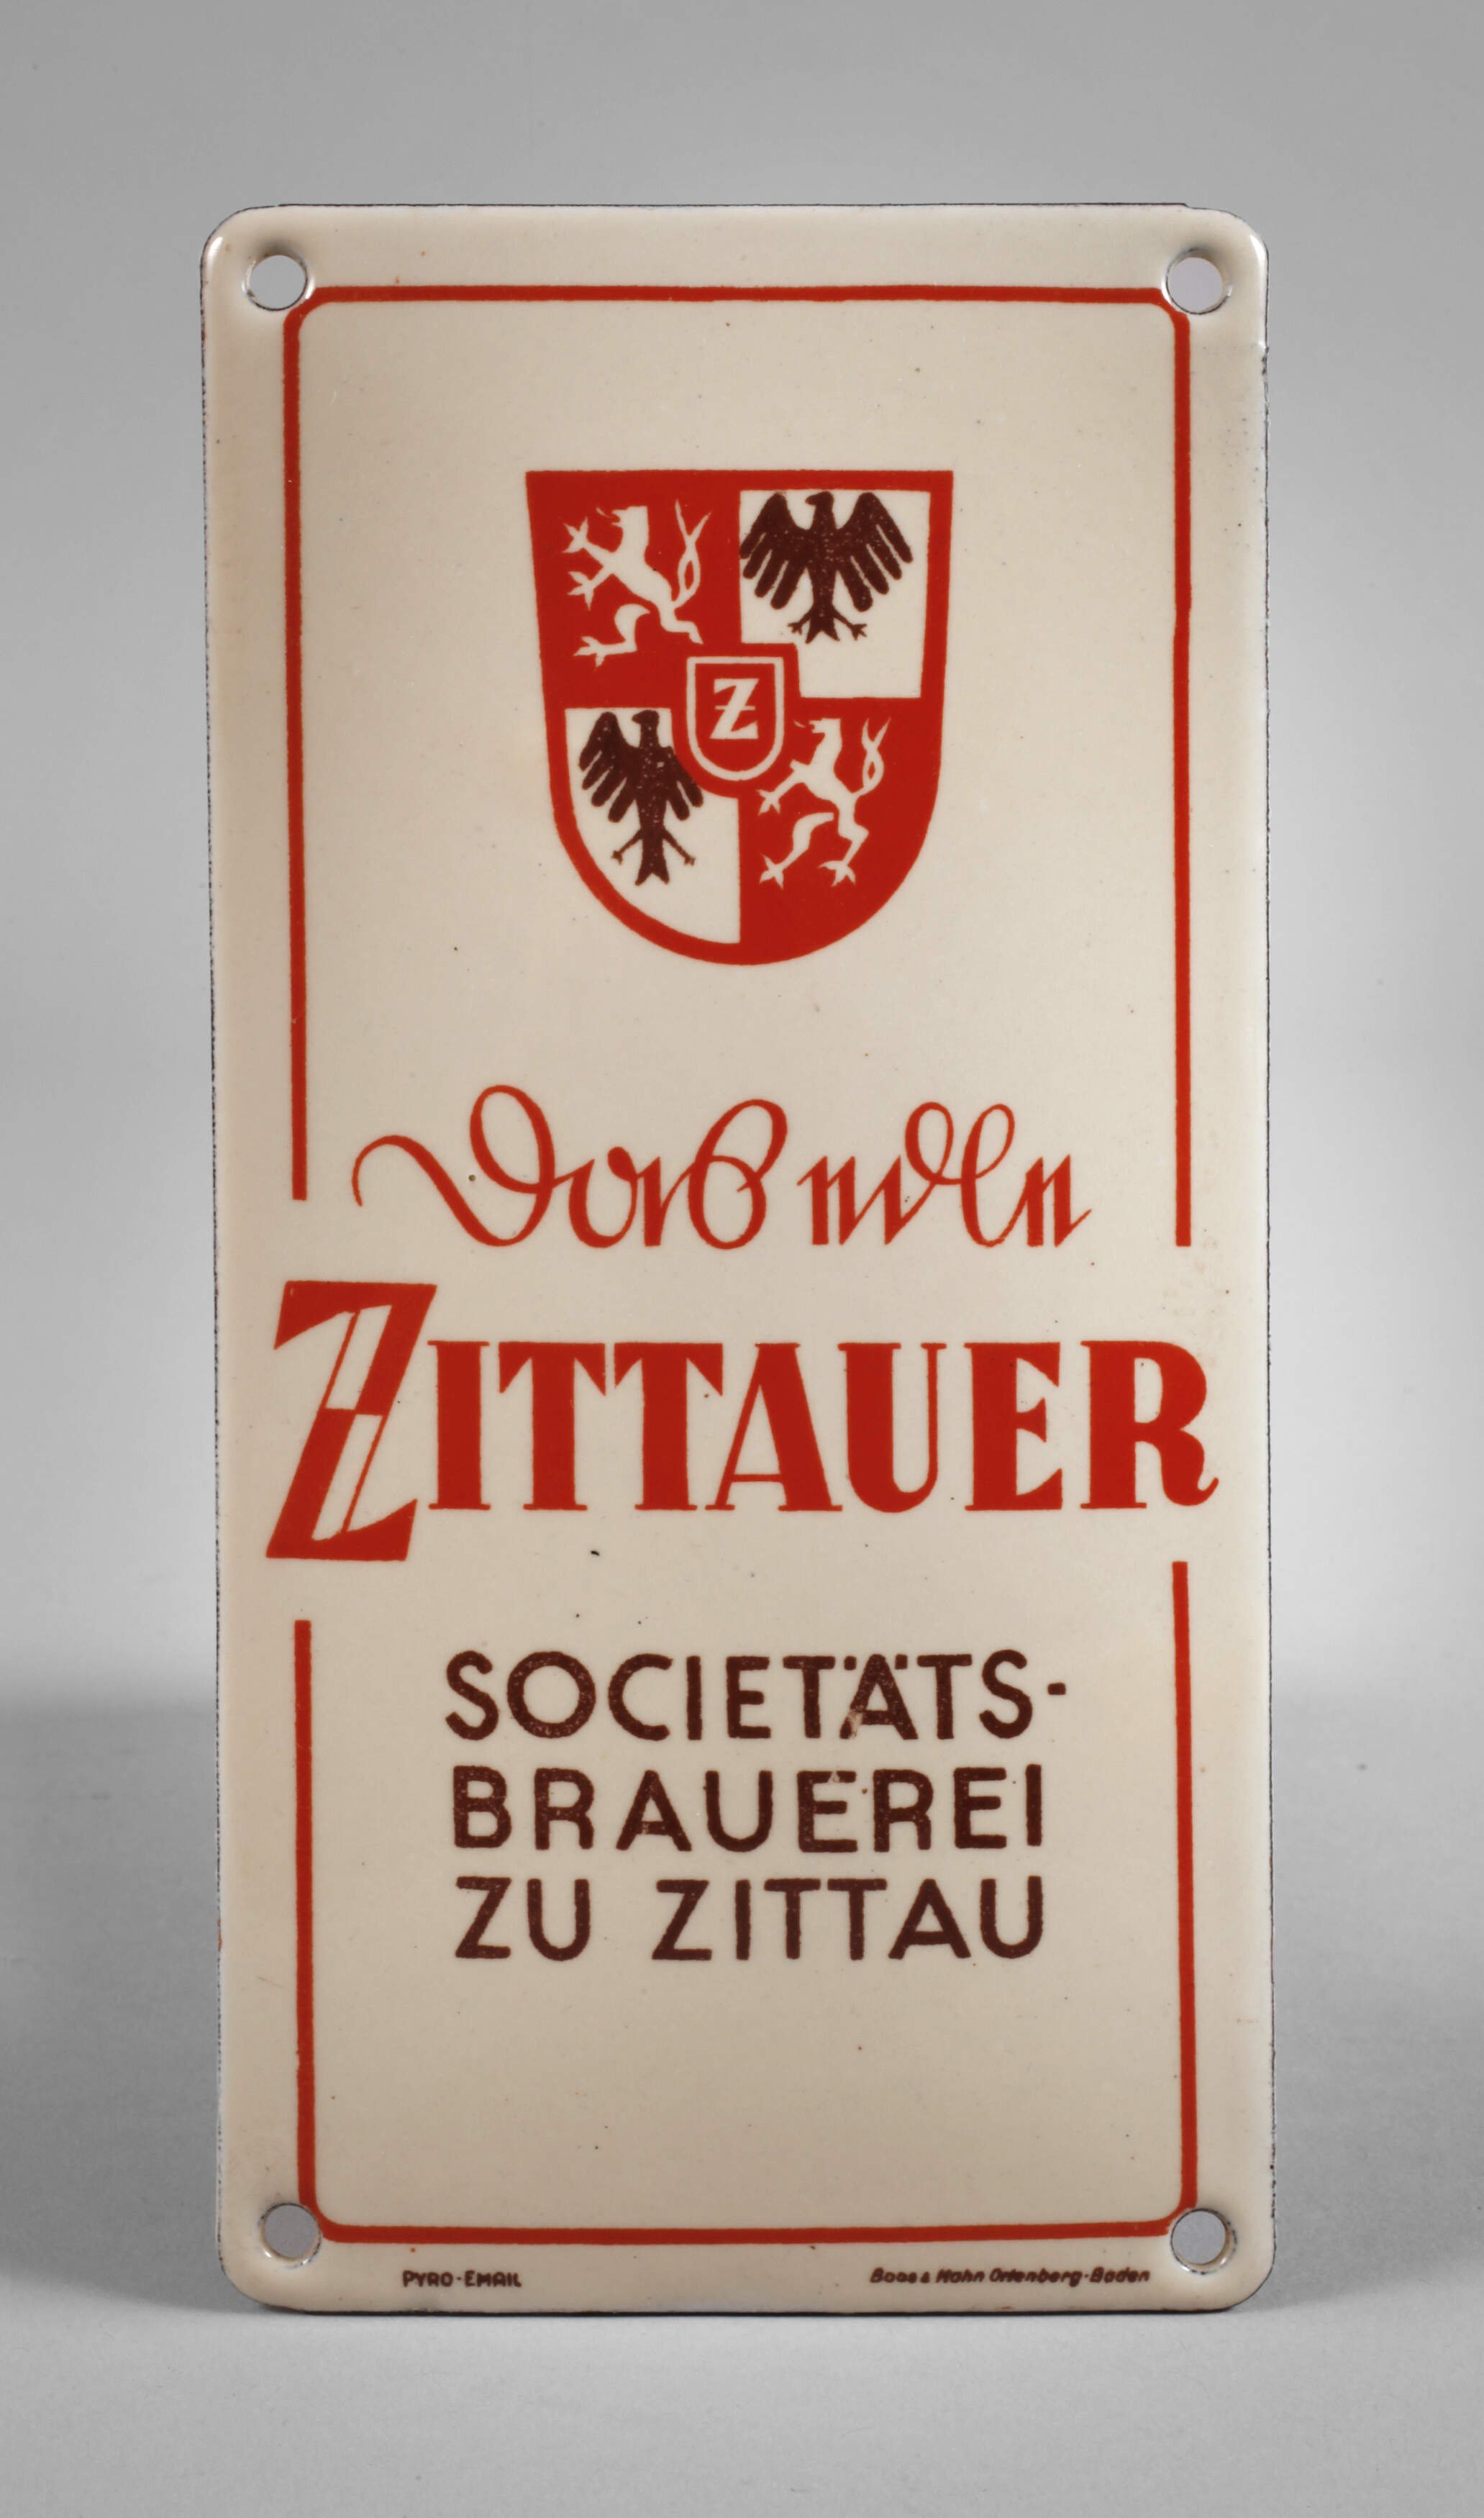 Z
Das edle
ZITTAUER
SOCIETÄTS-
BRAUEREI
ZU ZITTAU
PYRO-EMAIL
Boos & Hahn Ortenberg-Baden